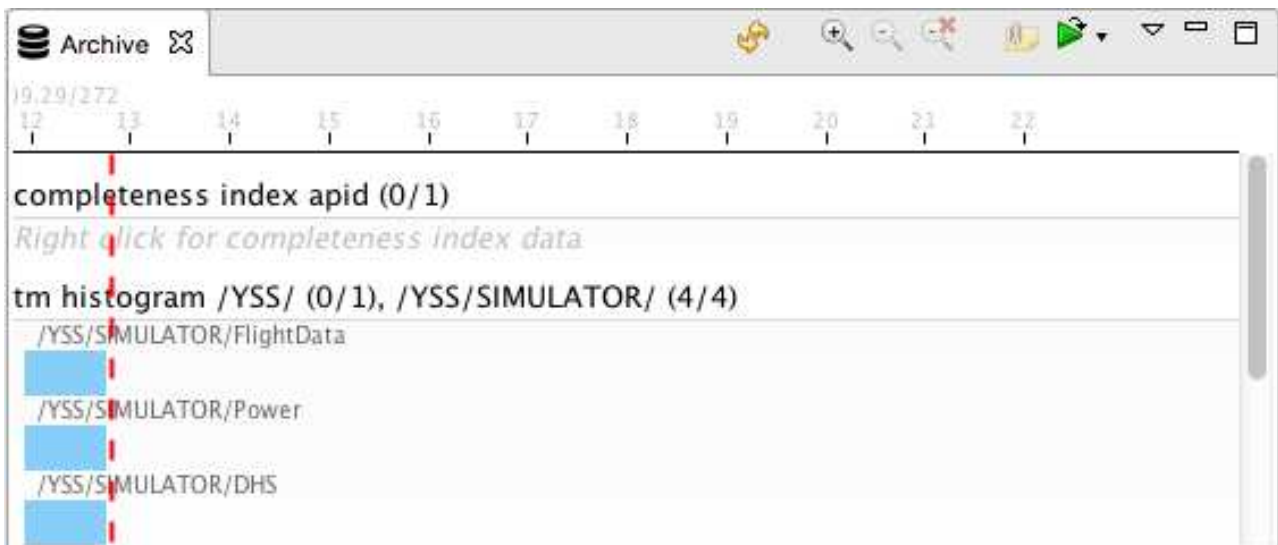 Archive
)9.29/272
12 13 14 15 16 17 18 19 20 21 22
completeness index apid (0/1)
Right click for completeness index data
tm histogram /YSS/ (0/1), /YSS/SIMULATOR/ (4/4)
/YSS/SIMULATOR/FlightData
/YSS/SIMULATOR/Power
/YSS/SIMULATOR/DHS